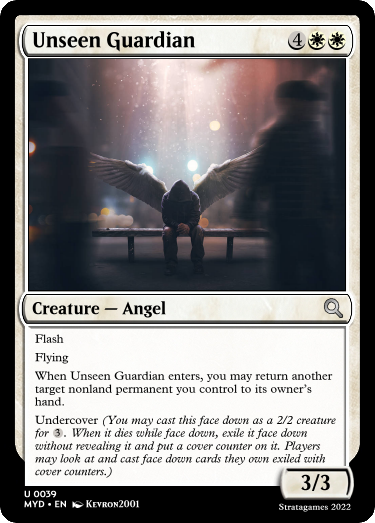 Unseen Guardian 4
Creature — Angel
Flash
Flying
When Unseen Guardian enters, you may return another
target nonland permanent you control to its owner's
hand.
Undercover (You may cast this face down as a 2/2 creature
for 3. When it dies while face down, exile it face down
without revealing it and put a cover counter on it. Players
may look at and cast face down cards they own exiled with
cover counters.)
3/3
U 0039
MYD • EN Kevron2001
Stratagames 2022